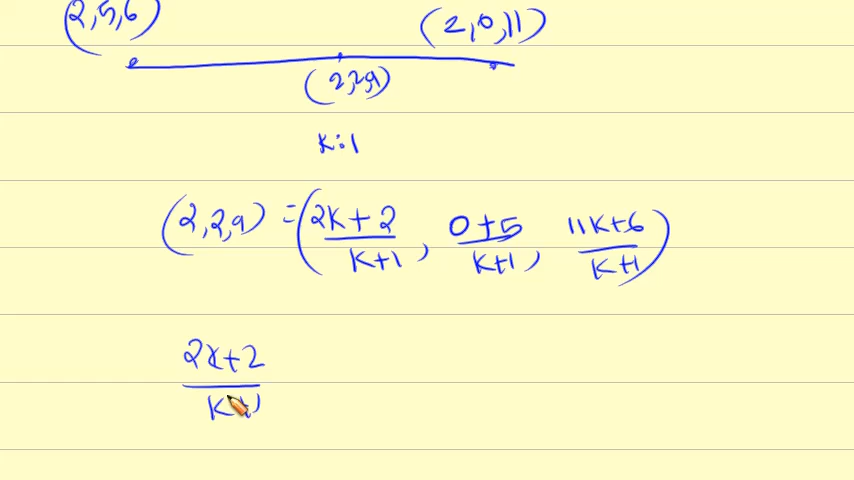 (2,5,6) (2,0,11)
(2,2,9)
K:1
(2,2,9) = (2K+2/K+1, 0+5/K+1, 11K+6/K+1)
2K+2
K+1